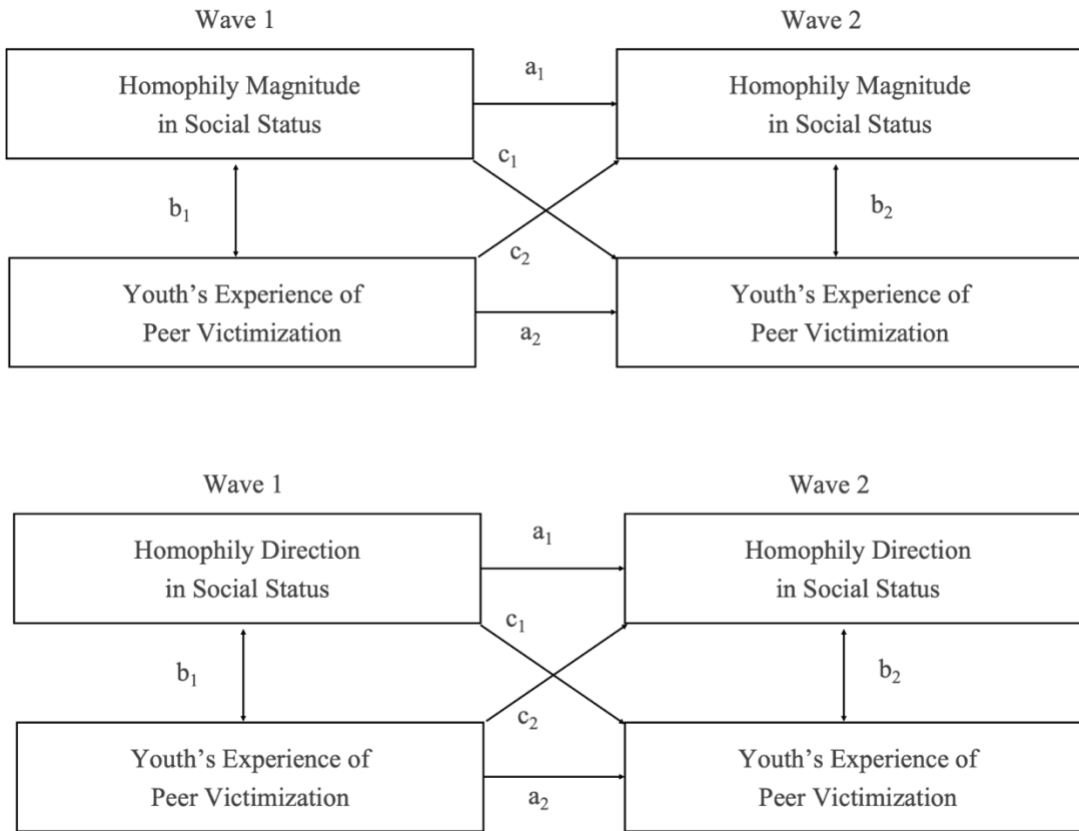 Wave 1
Wave 2
Homophily Magnitude
in Social Status
a₁
Homophily Magnitude
in Social Status
c₁
b₁
b₂
c₂
Youth's Experience of
Peer Victimization
a₂
Youth's Experience of
Peer Victimization
Wave 1
Wave 2
Homophily Direction
in Social Status
a₁
Homophily Direction
in Social Status
c₁
b₁
b₂
c₂
Youth's Experience of
Peer Victimization
a₂
Youth's Experience of
Peer Victimization